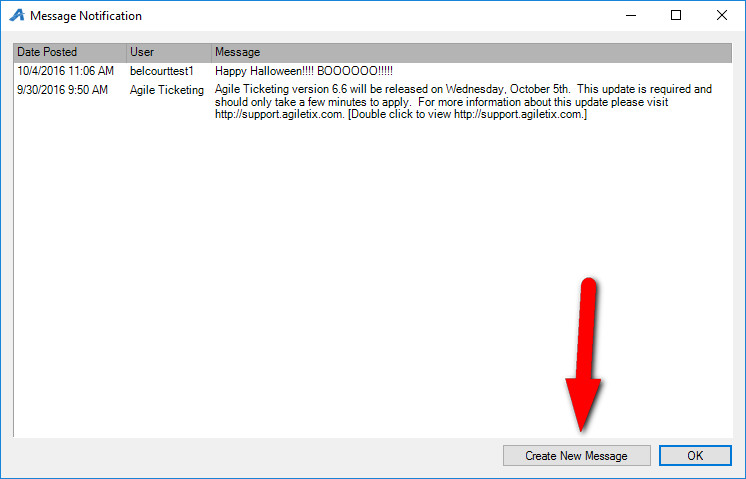 Message Notification
Date Posted User Message
10/4/2016 11:06 AM belcourttest1 Happy Halloween!!!! BOOOOOO!!!!!
9/30/2016 9:50 AM Agile Ticketing Agile Ticketing version 6.6 will be released on Wednesday, October 5th.  This update is required and
should only take a few minutes to apply.  For more information about this update please visit
http://support.agiletix.com. [Double click to view http://support.agiletix.com.]
Create New Message OK